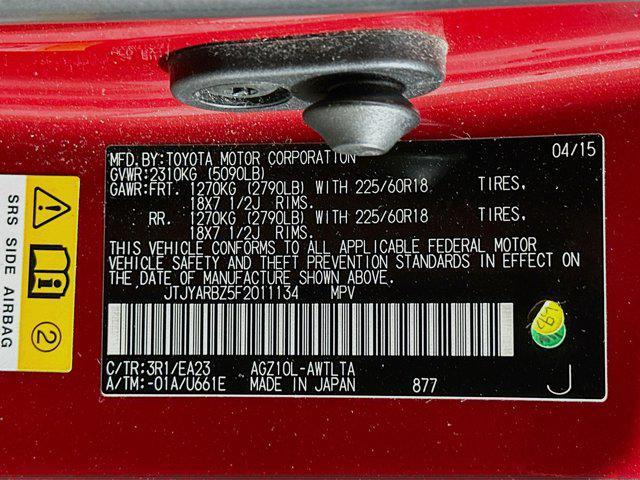 MFD. BY: TOYOTA MOTOR CORPORATION 04/15
GVWR: 2310KG (5090LB)
GAWR: FRT. 1270KG (2790LB) WITH 225/60R18 TIRES,
18X7 1/2J RIMS.
RR. 1270KG (2790LB) WITH 225/60R18 TIRES,
18X7 1/2J RIMS.
THIS VEHICLE CONFORMS TO ALL APPLICABLE FEDERAL MOTOR
VEHICLE SAFETY AND THEFT PREVENTION STANDARDS IN EFFECT ON
THE DATE OF MANUFACTURE SHOWN ABOVE.
JTJYARBZ5F2011134 MPV
C/TR: 3R1/EA23 AGZ10L-AWTLTA
A/TM: -01A/U661E MADE IN JAPAN 877 J
SRS SIDE AIRBAG
2